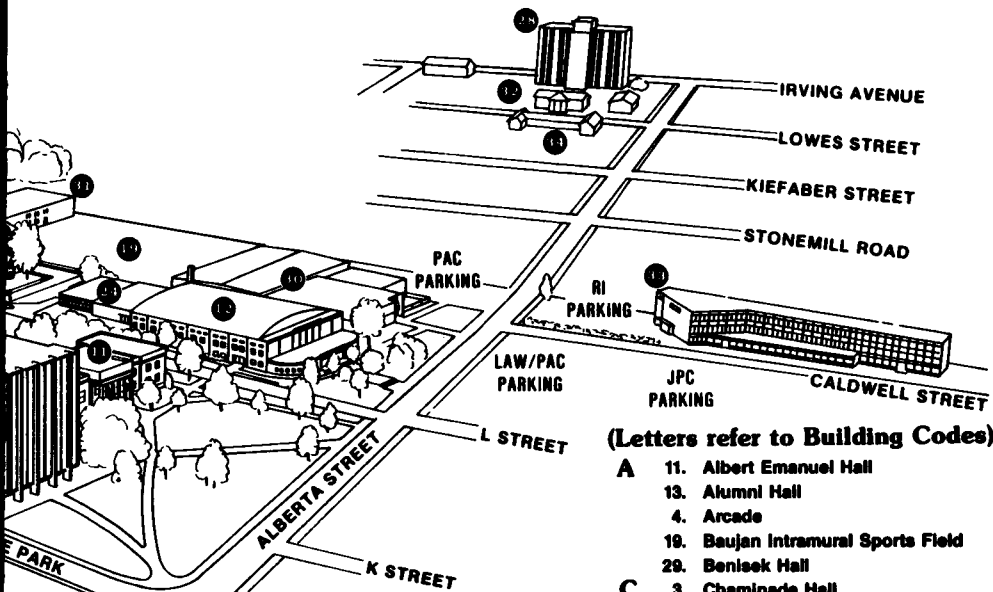 IRVING AVENUE
LOWES STREET
KIEFABER STREET
STONEMILL ROAD
PAC
PARKING
RI
PARKING
LAW/PAC
PARKING
JPC
PARKING
CALDWELL STREET
L STREET
ALBERTA STREET
K STREET
E PARK
11
(Letters refer to Building Codes)
A 11. Albert Emanuel Hall
13. Alumni Hall
4. Arcade
19. Baujan Intramural Sports Field
29. Benisek Hall
C 3. Chaminade Hall